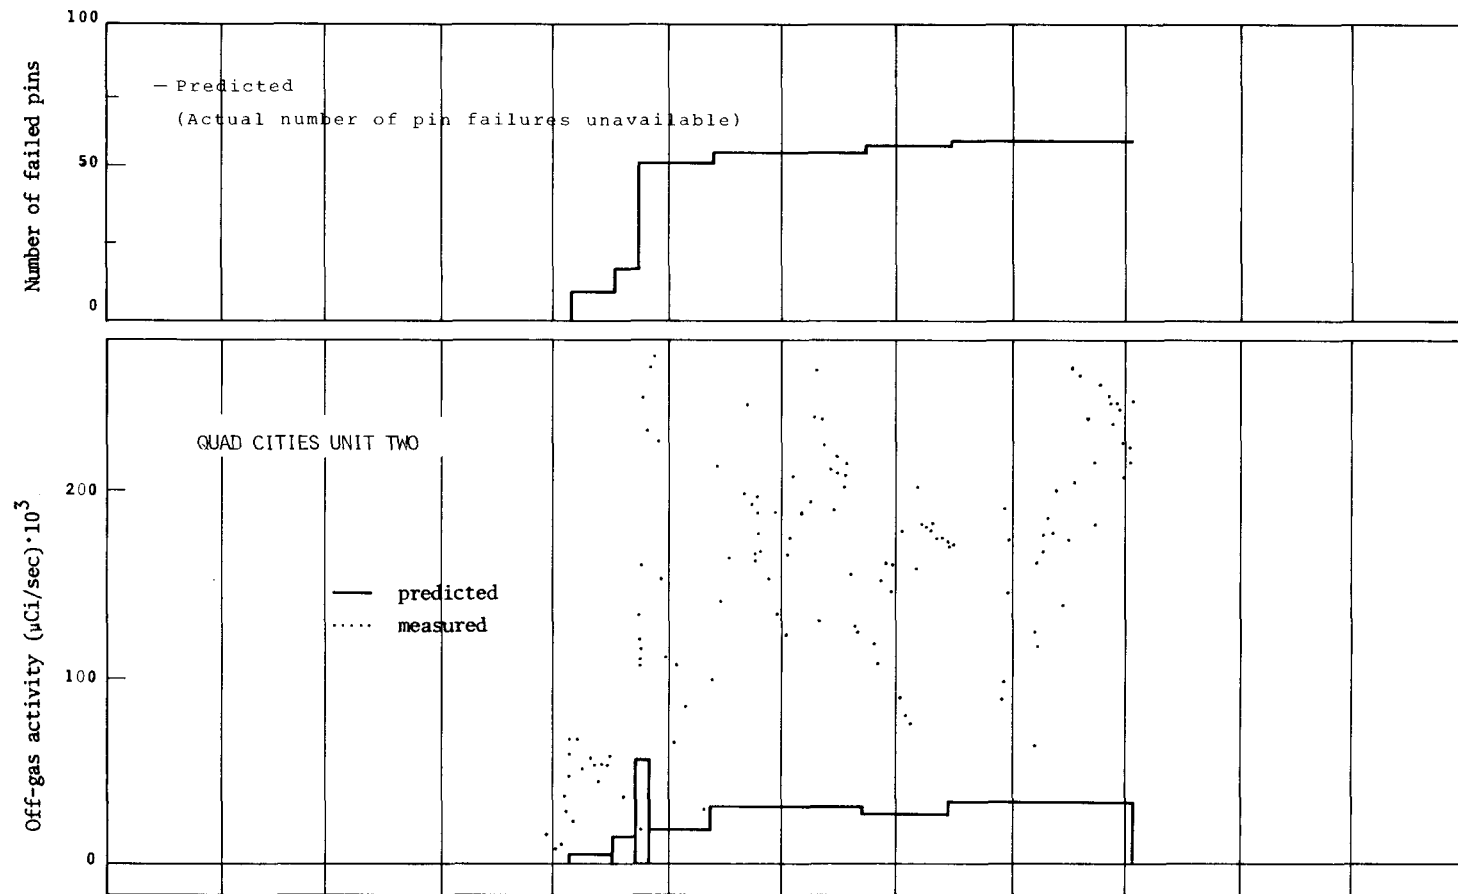 100
— Predicted
(Actual number of pin failures unavailable)
50
0
Number of failed pins
QUAD CITIES UNIT TWO
200
predicted
measured
100
0
Off-gas activity (μCi/sec)·10³